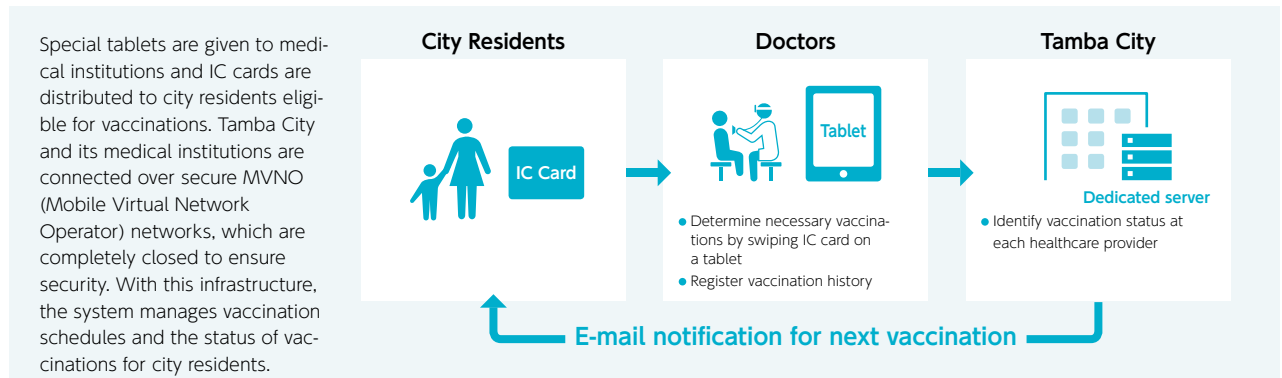 Special tablets are given to medi-
cal institutions and IC cards are
distributed to city residents eligi-
ble for vaccinations. Tamba City
and its medical institutions are
connected over secure MVNO
(Mobile Virtual Network
Operator) networks, which are
completely closed to ensure
security. With this infrastructure,
the system manages vaccination
schedules and the status of vac-
cinations for city residents.
City Residents
IC Card
Doctors
Tablet
● Determine necessary vaccina-
tions by swiping IC card on
a tablet
● Register vaccination history
Tamba City
Dedicated server
● Identify vaccination status at
each healthcare provider
E-mail notification for next vaccination